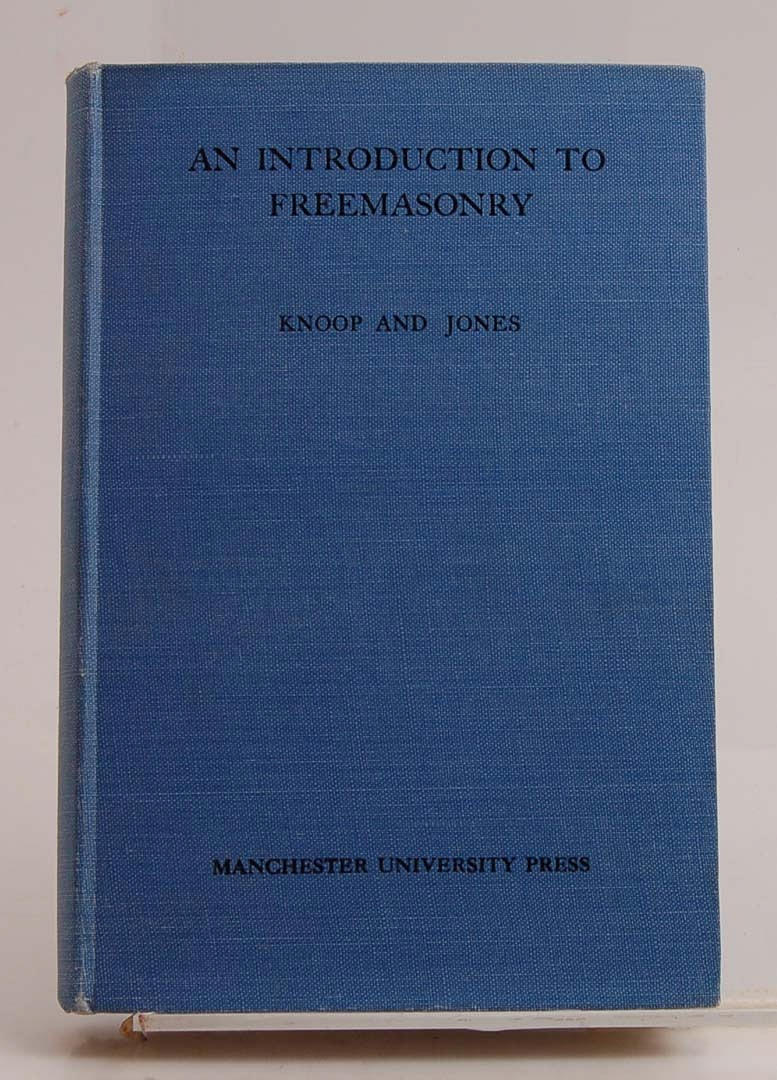 AN INTRODUCTION TO
FREEMASONRY
KNOOP AND JONES
MANCHESTER UNIVERSITY PRESS